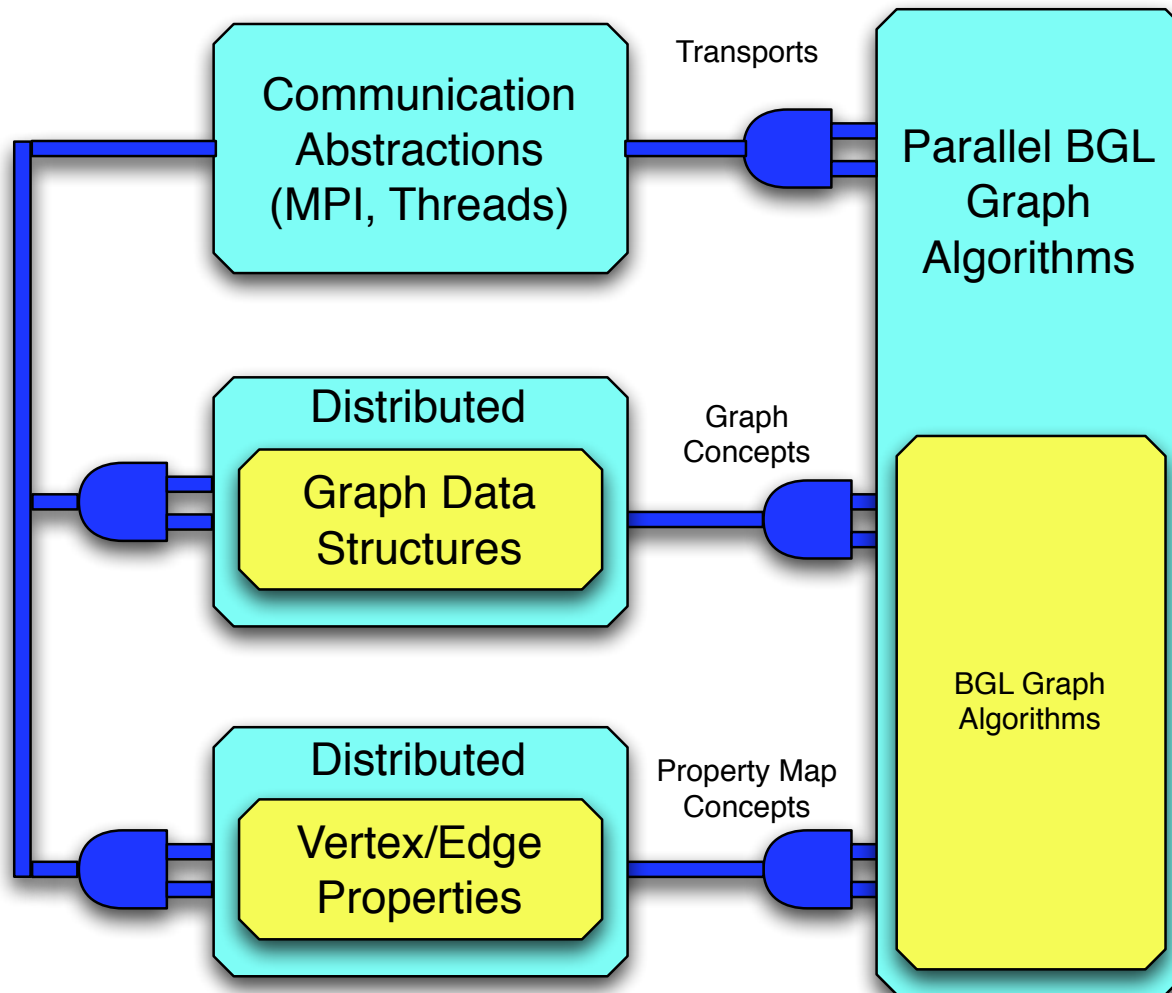 Communication
Abstractions
(MPI, Threads)
Transports
Parallel BGL
Graph
Algorithms
Distributed
Graph Data
Structures
Graph
Concepts
BGL Graph
Algorithms
Distributed
Vertex/Edge
Properties
Property Map
Concepts